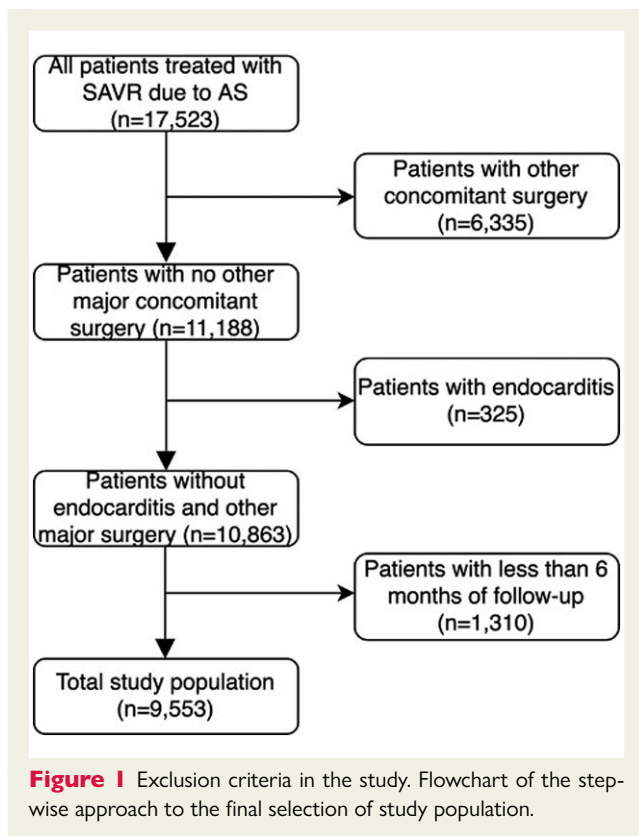 All patients treated with
SAVR due to AS
(n=17,523)
Patients with other
concomitant surgery
(n=6,335)
Patients with no other
major concomitant
surgery (n=11,188)
Patients with endocarditis
(n=325)
Patients without
endocarditis and other
major surgery (n=10,863)
Patients with less than 6
months of follow-up
(n=1,310)
Total study population
(n=9,553)
Figure 1 Exclusion criteria in the study. Flowchart of the step-
wise approach to the final selection of study population.